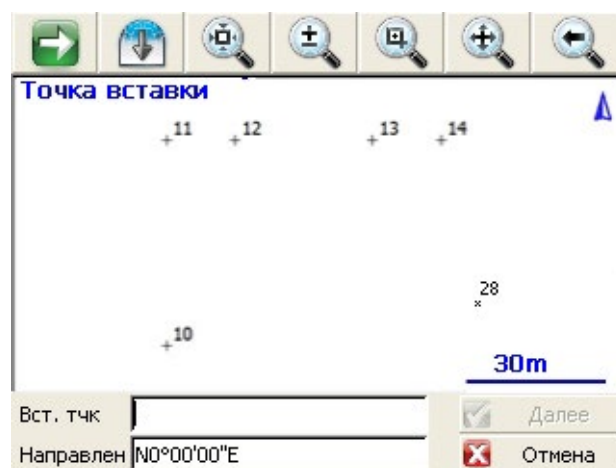 Точка вставки
11 12 13 14
28
10
30m
Вст. тчк Далее
Направлен N0°00'00"E Отмена